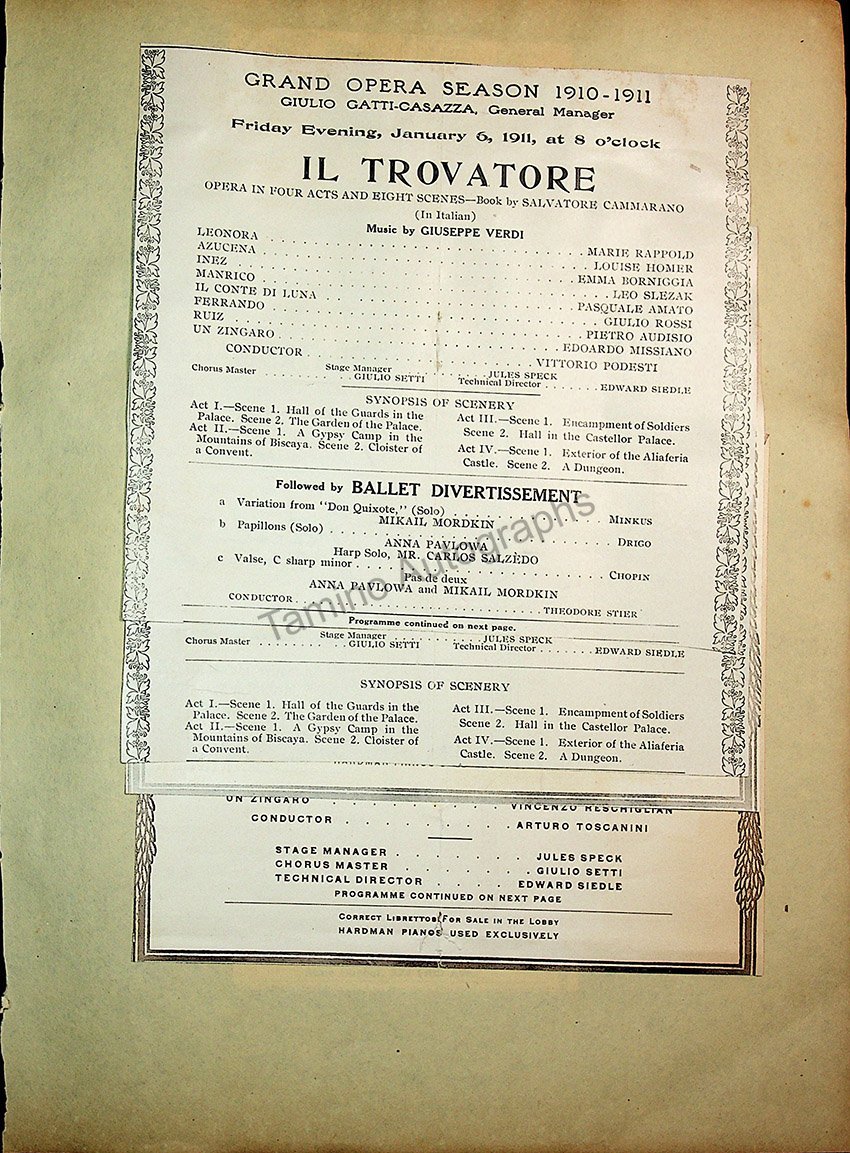 GRAND OPERA SEASON 1910-1911
GIULIO GATTI-CASAZZA, General Manager
Friday Evening, January 6, 1911, at 8 o'clock
IL TROVATORE
OPERA IN FOUR ACTS AND EIGHT SCENES—Book by SALVATORE CAMMARANO
(In Italian)
Music by GIUSEPPE VERDI
LEONORA . . . . . MARIE RAPPOLD
AZUCENA . . . . . LOUISE HOMER
INEZ . . . . . EMMA BORNIGGIA
MANRICO . . . . . LEO SLEZAK
IL CONTE DI LUNA . . . . . PASQUALE AMATO
FERRANDO . . . . . GIULIO ROSSI
RUIZ . . . . . PIETRO AUDISIO
UN ZINGARO . . . . . EDOARDO MISSIANO
CONDUCTOR . . . . . VITTORIO PODESTI
Stage Manager . . . . . JULES SPECK
Chorus Master . . . . . GIULIO SETTI Technical Director . . . . . EDWARD SIEDLE
SYNOPSIS OF SCENERY
Act I.—Scene 1. Hall of the Guards in the
Palace. Scene 2. The Garden of the Palace.
Act II.—Scene 1. A Gypsy Camp in the
Mountains of Biscaya. Scene 2. Cloister of
a Convent.
Act III.—Scene 1. Encampment of Soldiers
Scene 2. Hall in the Castellor Palace.
Act IV.—Scene 1. Exterior of the Aliaferia
Castle. Scene 2. A Dungeon.
Followed by BALLET DIVERTISSEMENT
a Variation from "Don Quixote," (Solo) . . . . . MINKUS
MIKAIL MORDKIN
b Papillons (Solo) . . . . . DRIGO
ANNA PAVLOWA
Harp Solo, MR. CARLOS SALZÈDO
c Valse, C sharp minor . . . . . CHOPIN
Pas de deux
ANNA PAVLOWA and MIKAIL MORDKIN
CONDUCTOR . . . . . THEODORE STIER
Programme continued on next page.
Stage Manager . . . . . JULES SPECK
Chorus Master . . . . . GIULIO SETTI Technical Director . . . . . EDWARD SIEDLE
SYNOPSIS OF SCENERY
Act I.—Scene 1. Hall of the Guards in the
Palace. Scene 2. The Garden of the Palace.
Act II.—Scene 1. A Gypsy Camp in the
Mountains of Biscaya. Scene 2. Cloister of
a Convent.
Act III.—Scene 1. Encampment of Soldiers
Scene 2. Hall in the Castellor Palace.
Act IV.—Scene 1. Exterior of the Aliaferia
Castle. Scene 2. A Dungeon.
UN ZINGARO . . . . . VINCENZO RESCHIGLIAN
CONDUCTOR . . . . . ARTURO TOSCANINI
STAGE MANAGER . . . . . JULES SPECK
CHORUS MASTER . . . . . GIULIO SETTI
TECHNICAL DIRECTOR . . . . . EDWARD SIEDLE
PROGRAMME CONTINUED ON NEXT PAGE
CORRECT LIBRETTOS FOR SALE IN THE LOBBY
HARDMAN PIANOS USED EXCLUSIVELY
Tamino Autographs